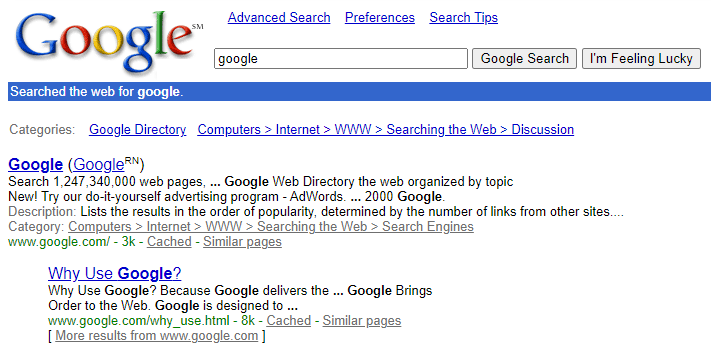 Google℠ Advanced Search Preferences Search Tips
google Google Search I'm Feeling Lucky
Searched the web for google.
Categories: Google Directory Computers > Internet > WWW > Searching the Web > Discussion
Google (GoogleRN)
Search 1,247,340,000 web pages, ... Google Web Directory the web organized by topic
New! Try our do-it-yourself advertising program - AdWords. ... 2000 Google.
Description: Lists the results in the order of popularity, determined by the number of links from other sites....
Category: Computers > Internet > WWW > Searching the Web > Search Engines
www.google.com/ - 3k - Cached - Similar pages
Why Use Google?
Why Use Google? Because Google delivers the ... Google Brings
Order to the Web. Google is designed to ...
www.google.com/why_use.html - 8k - Cached - Similar pages
[ More results from www.google.com ]